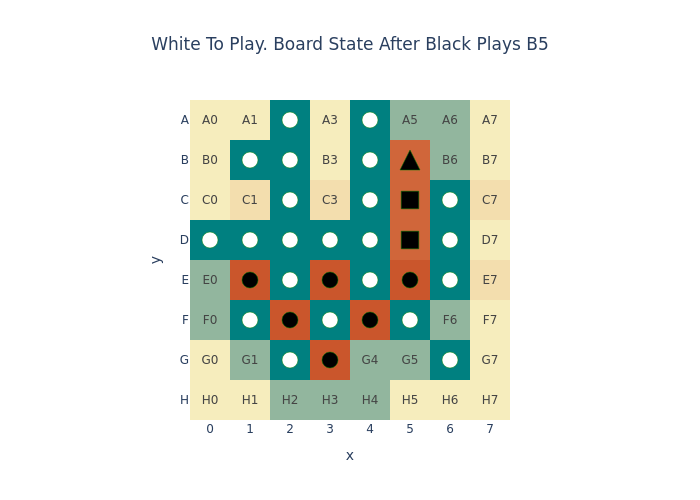 White To Play. Board State After Black Plays B5
A A0 A1 A3 A5 A6 A7
B B0 B3 B6 B7
C C0 C1 C3 C7
D D7
E E0 E7
F F0 F6 F7
G G0 G1 G4 G5 G7
H H0 H1 H2 H3 H4 H5 H6 H7
0 1 2 3 4 5 6 7
y
x